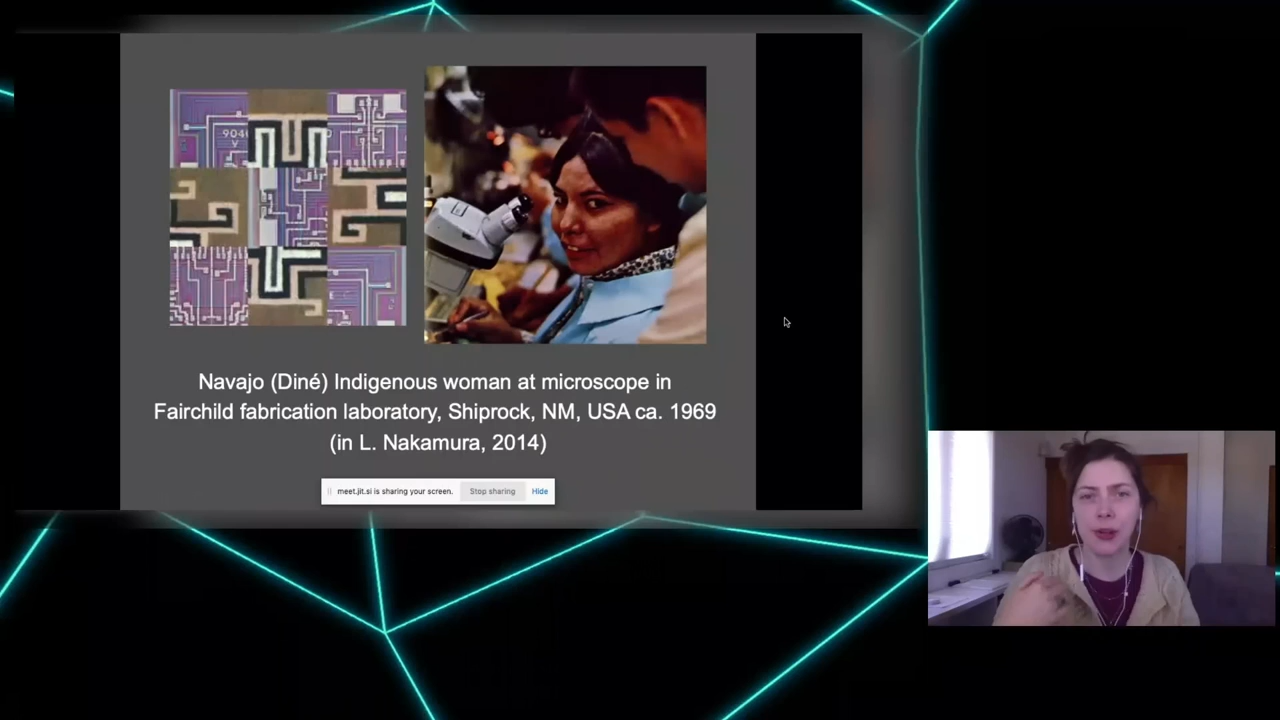 904
Navajo (Diné) Indigenous woman at microscope in
Fairchild fabrication laboratory, Shiprock, NM, USA ca. 1969
(in L. Nakamura, 2014)
meet.jit.si is sharing your screen. Stop sharing Hide